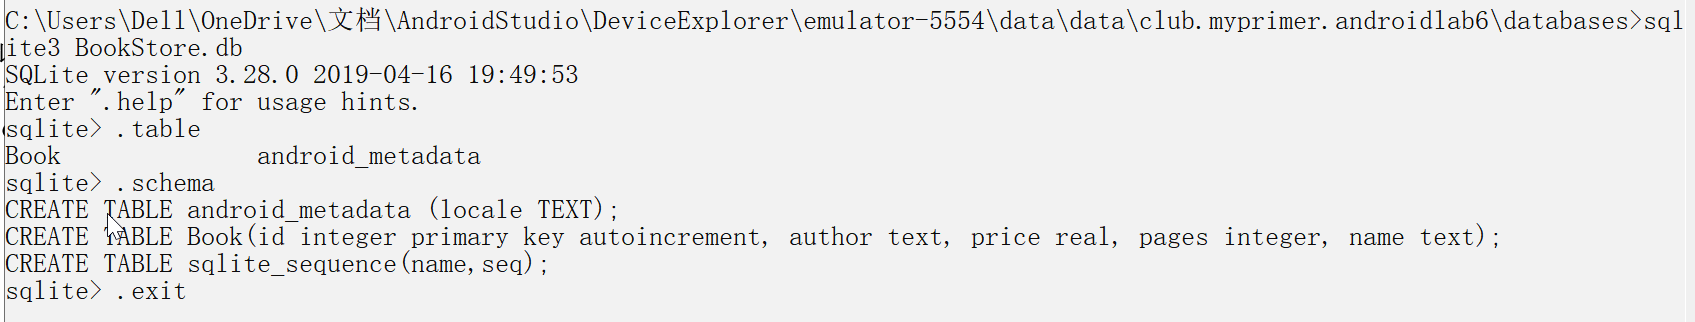 C:\Users\Dell\OneDrive\文档\AndroidStudio\DeviceExplorer\emulator-5554\data\data\club.myprimer.androidlab6\databases>sql
ite3 BookStore.db
SQLite version 3.28.0 2019-04-16 19:49:53
Enter ".help" for usage hints.
sqlite> .table
Book              android_metadata
sqlite> .schema
CREATE TABLE android_metadata (locale TEXT);
CREATE TABLE Book(id integer primary key autoincrement, author text, price real, pages integer, name text);
CREATE TABLE sqlite_sequence(name,seq);
sqlite> .exit